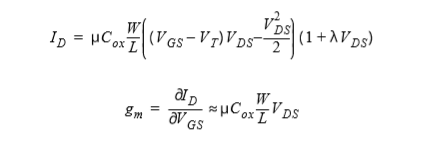 I_D = μC_ox W/L ( (V_GS – V_T) V_DS – V_DS^2/2 ) (1 + λV_DS)
g_m = ∂I_D/∂V_GS ≈ μC_ox W/L V_DS